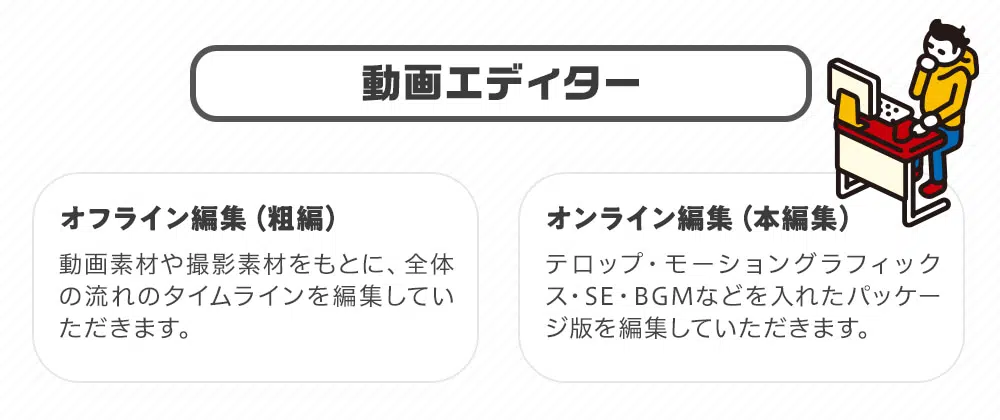 動画エディター
オフライン編集（粗編）
動画素材や撮影素材をもとに、全体
の流れのタイムラインを編集してい
ただきます。
オンライン編集（本編集）
テロップ・モーショングラフィック
ス・SE・BGMなどを入れたパッケー
ジ版を編集していただきます。